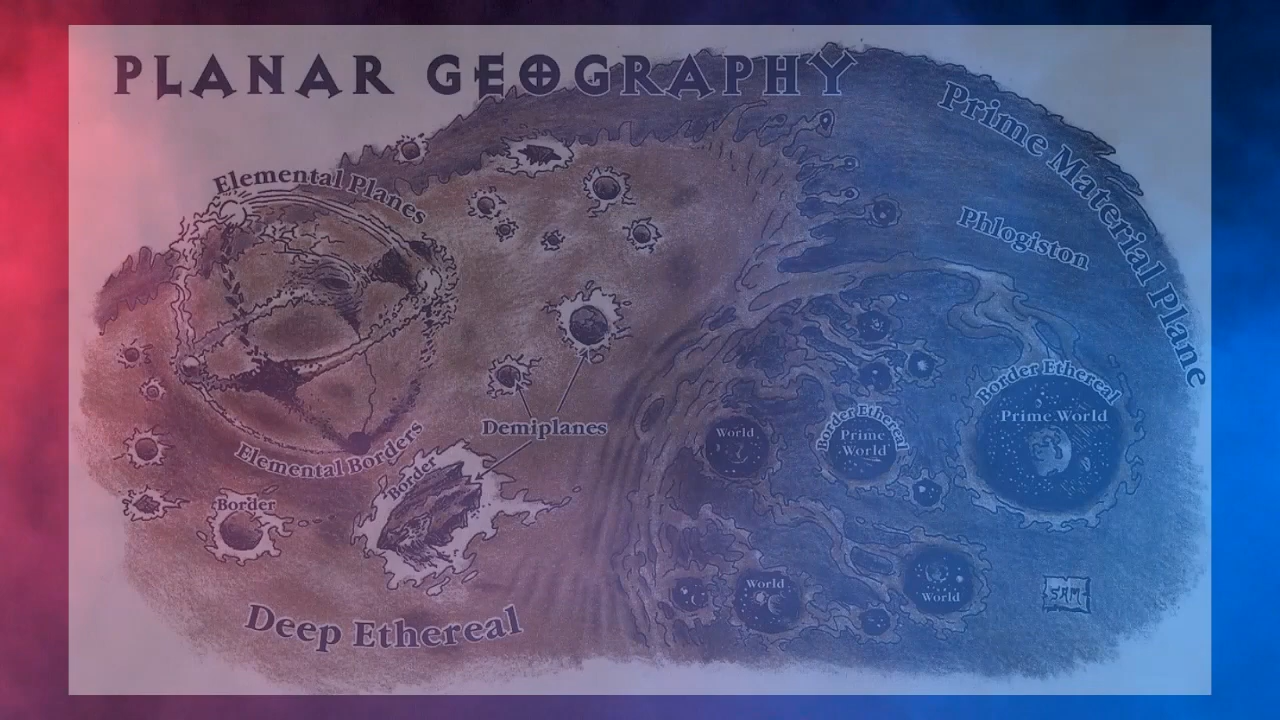 PLANAR GEOGRAPHY
Prime Material Plane
Elemental Planes
Phlogiston
Border Ethereal
Prime World
Demiplanes
World
Border Ethereal
Prime
World
Elemental Borders
Border
Border
World
World
Deep Ethereal